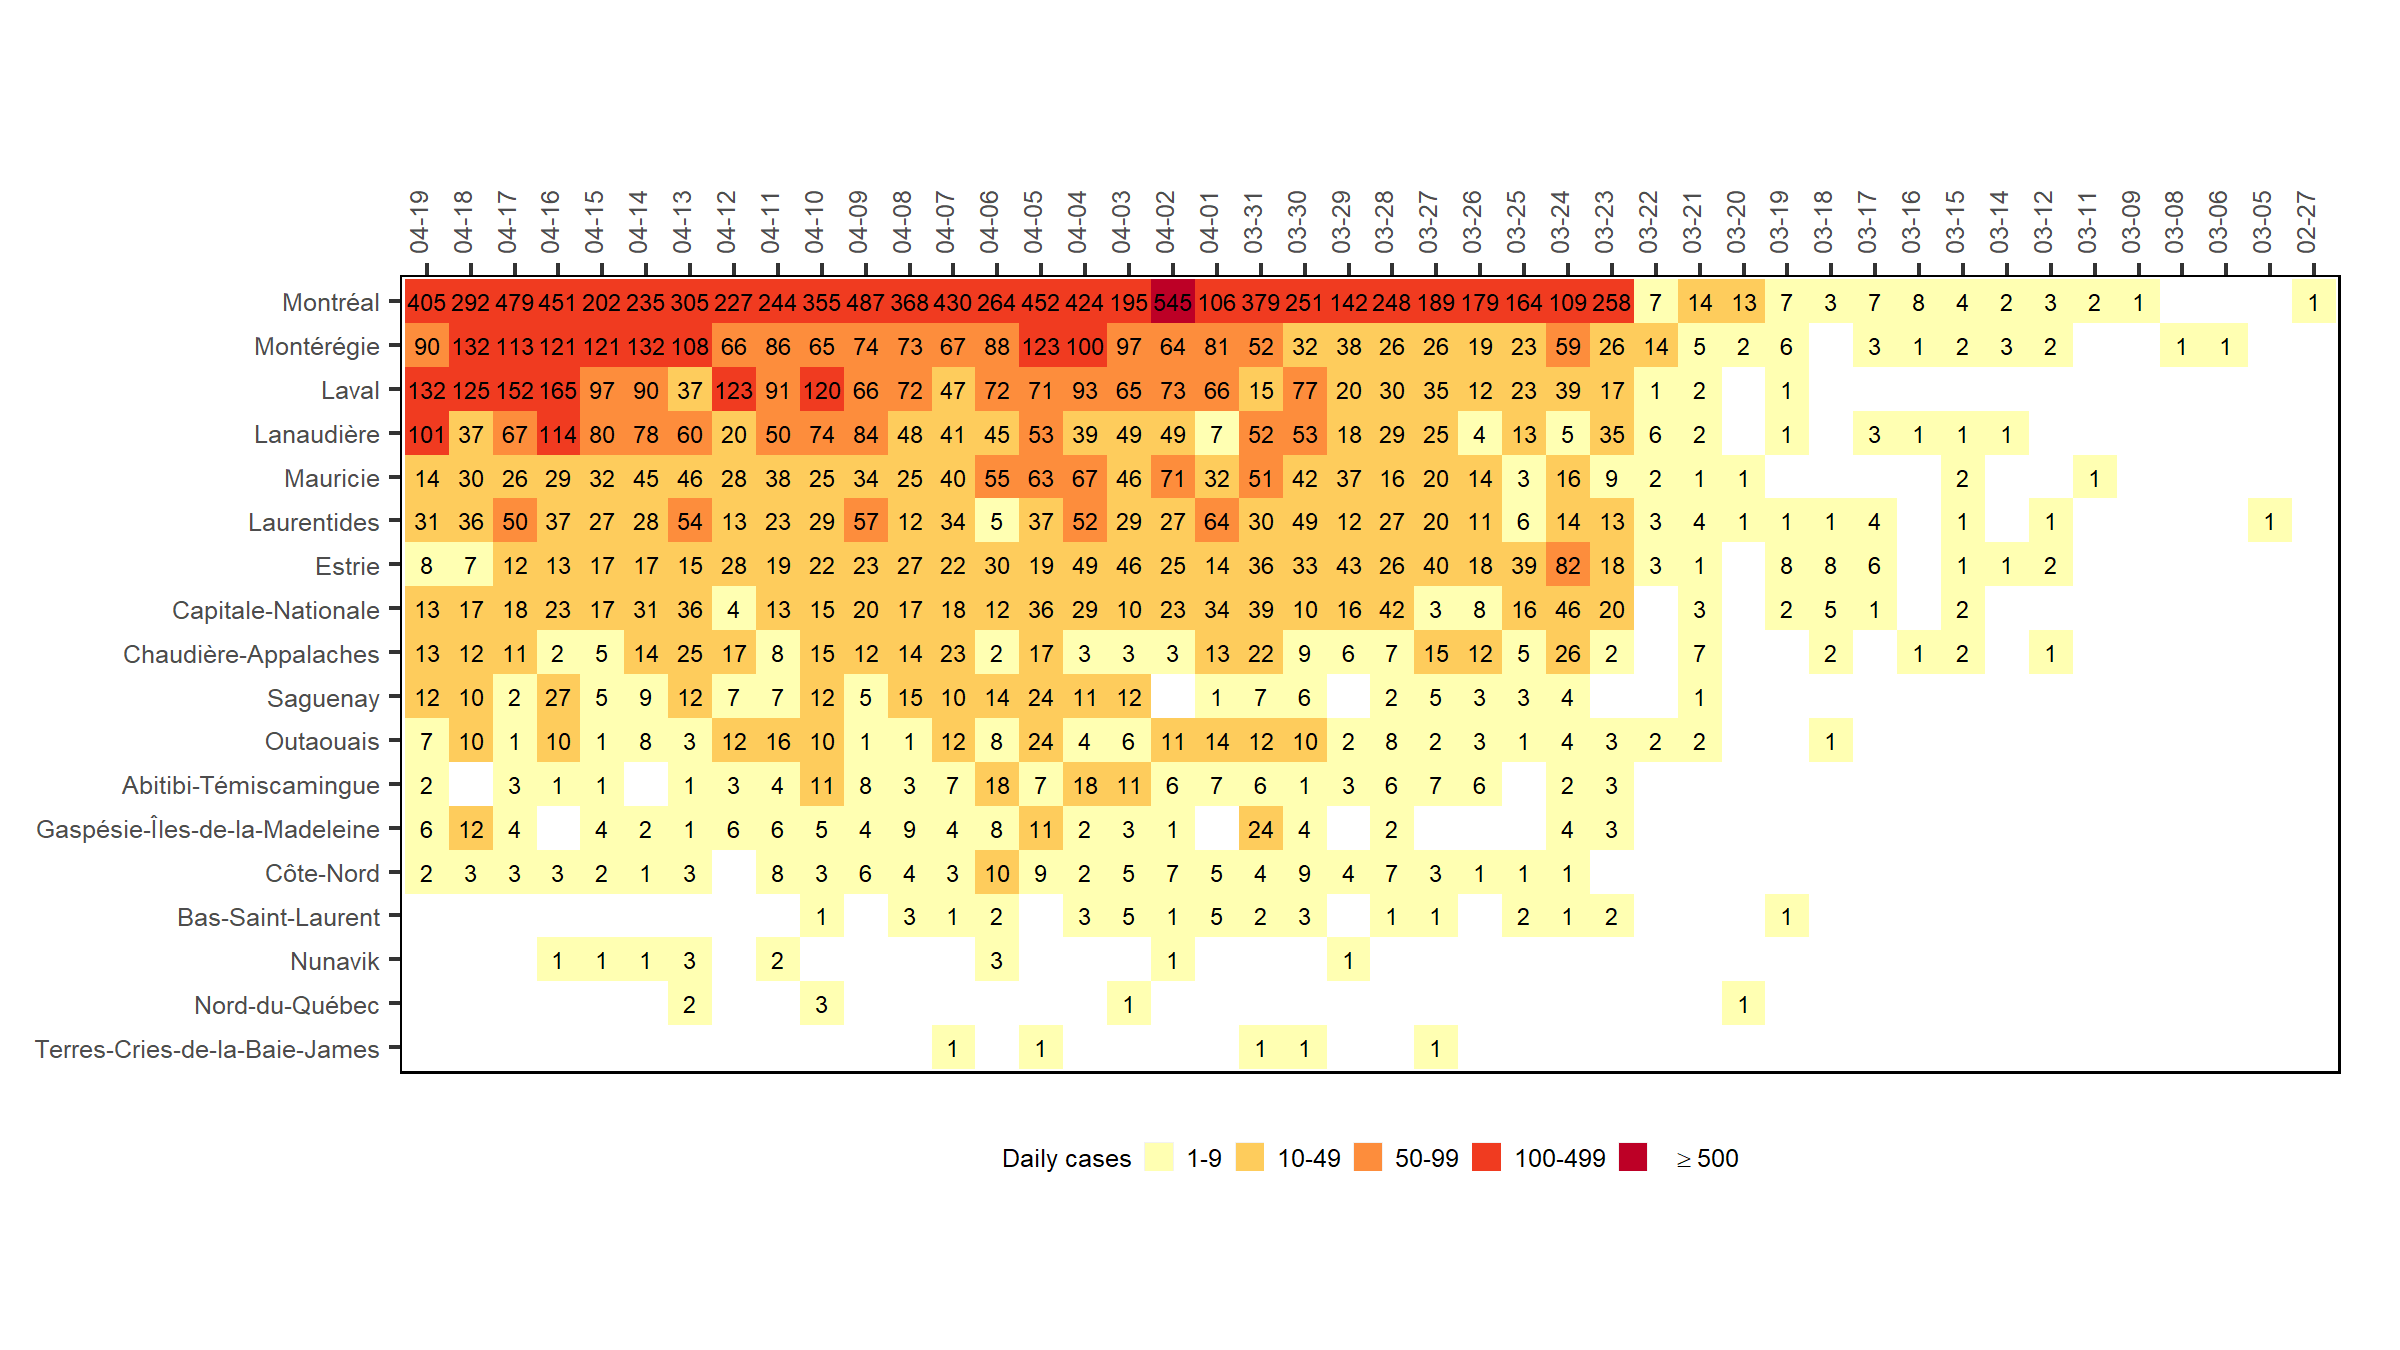 04-19 04-18 04-17 04-16 04-15 04-14 04-13 04-12 04-11 04-10 04-09 04-08 04-07 04-06 04-05 04-04 04-03 04-02 04-01 03-31 03-30 03-29 03-28 03-27 03-26 03-25 03-24 03-23 03-22 03-21 03-20 03-19 03-18 03-17 03-16 03-15 03-14 03-12 03-11 03-09 03-08 03-06 03-05 02-27
Montréal 405 292 479 451 202 235 305 227 244 355 487 368 430 264 452 424 195 545 106 379 251 142 248 189 179 164 109 258 7 14 13 7 3 7 8 4 2 3 2 1 1
Montérégie 90 132 113 121 121 132 108 66 86 65 74 73 67 88 123 100 97 64 81 52 32 38 26 26 19 23 59 26 14 5 2 6 3 1 2 3 2 1 1
Laval 132 125 152 165 97 90 37 123 91 120 66 72 47 72 71 93 65 73 66 15 77 20 30 35 12 23 39 17 1 2 1
Lanaudière 101 37 67 114 80 78 60 20 50 74 84 48 41 45 53 39 49 49 7 52 53 18 29 25 4 13 5 35 6 2 1 3 1 1 1
Mauricie 14 30 26 29 32 45 46 28 38 25 34 25 40 55 63 67 46 71 32 51 42 37 16 20 14 3 16 9 2 1 1 2 1
Laurentides 31 36 50 37 27 28 54 13 23 29 57 12 34 5 37 52 29 27 64 30 49 12 27 20 11 6 14 13 3 4 1 1 1 4 1 1 1
Estrie 8 7 12 13 17 17 15 28 19 22 23 27 22 30 19 49 46 25 14 36 33 43 26 40 18 39 82 18 3 1 8 8 6 1 1 2
Capitale-Nationale 13 17 18 23 17 31 36 4 13 15 20 17 18 12 36 29 10 23 34 39 10 16 42 3 8 16 46 20 3 2 5 1 2
Chaudière-Appalaches 13 12 11 2 5 14 25 17 8 15 12 14 23 2 17 3 3 3 13 22 9 6 7 15 12 5 26 2 7 2 1 2 1
Saguenay 12 10 2 27 5 9 12 7 7 12 5 15 10 14 24 11 12 1 7 6 2 5 3 3 4 1
Outaouais 7 10 1 10 1 8 3 12 16 10 1 1 12 8 24 4 6 11 14 12 10 2 8 2 3 1 4 3 2 2 1
Abitibi-Témiscamingue 2 3 1 1 1 3 4 11 8 3 7 18 7 18 11 6 7 6 1 3 6 7 6 2 3
Gaspésie-Îles-de-la-Madeleine 6 12 4 4 2 1 6 6 5 4 9 4 8 11 2 3 1 24 4 2 4 3
Côte-Nord 2 3 3 3 2 1 3 8 3 6 4 3 10 9 2 5 7 5 4 9 4 7 3 1 1 1
Bas-Saint-Laurent 1 3 1 2 3 5 1 5 2 3 1 1 2 1 2 1
Nunavik 1 1 1 3 2 3 1 1
Nord-du-Québec 2 3 1 1
Terres-Cries-de-la-Baie-James 1 1 1 1 1
Daily cases 1-9 10-49 50-99 100-499 ≥ 500